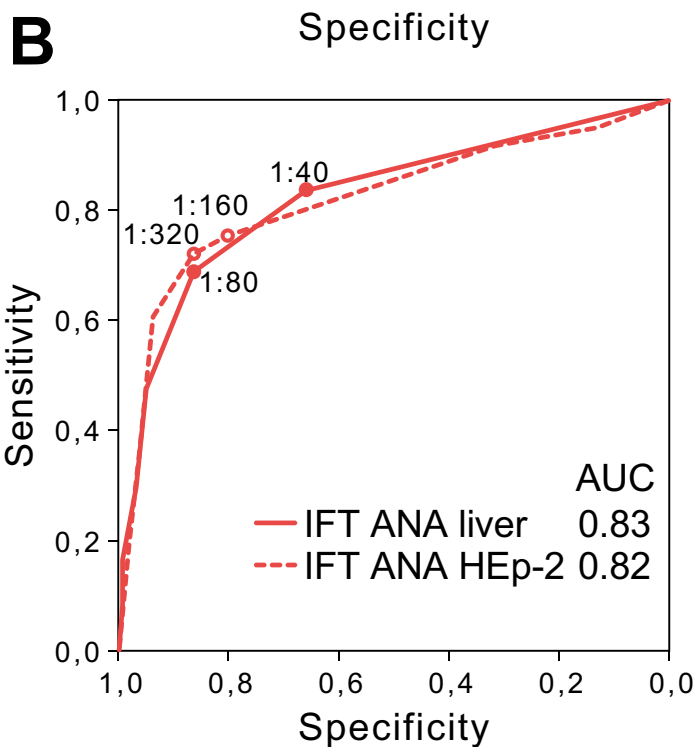 Specificity
B
1,0
0,8
0,6
0,4
0,2
0,0
Sensitivity
1:40
1:160
1:320
1:80
AUC
IFT ANA liver 0.83
IFT ANA HEp-2 0.82
1,0 0,8 0,6 0,4 0,2 0,0
Specificity